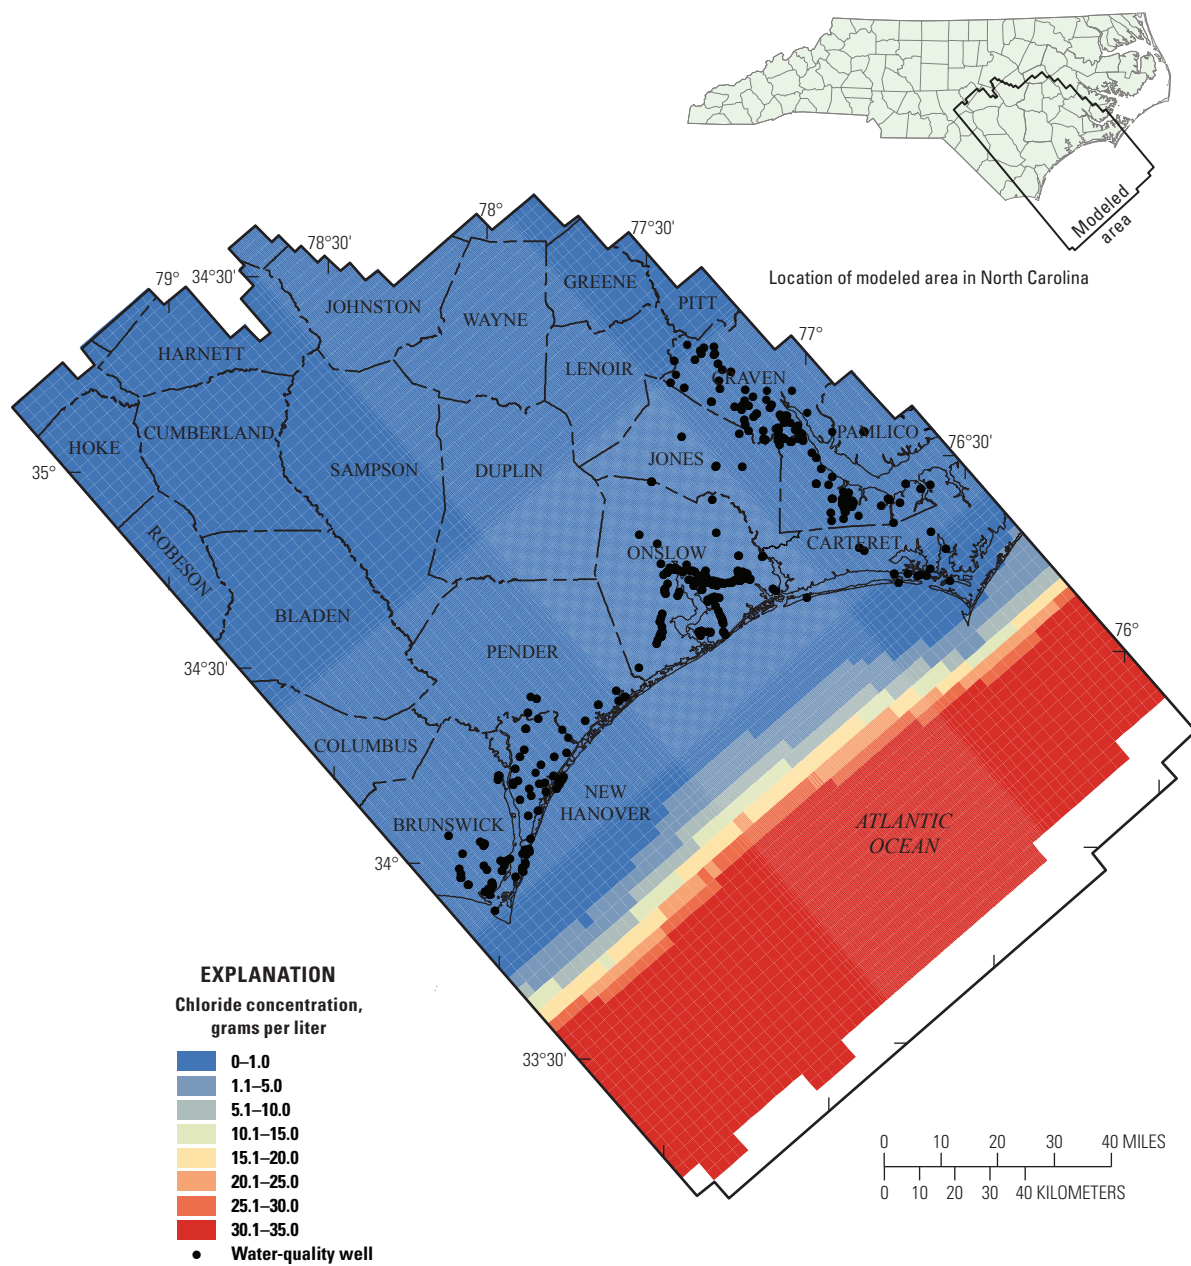 Modeled
area
Location of modeled area in North Carolina
78°
77°30'
78°30'
79°
34°30'
77°
76°30'
35°
76°
34°30'
34°
33°30'
GREENE
PITT
JOHNSTON
WAYNE
HARNETT
LENOIR
CRAVEN
HOKE
CUMBERLAND
PAMLICO
SAMPSON
DUPLIN
JONES
ROBESON
ONSLOW
CARTERET
BLADEN
PENDER
COLUMBUS
NEW
HANOVER
BRUNSWICK
ATLANTIC
OCEAN
EXPLANATION
Chloride concentration,
grams per liter
0–1.0
1.1–5.0
5.1–10.0
10.1–15.0
15.1–20.0
20.1–25.0
25.1–30.0
30.1–35.0
Water-quality well
0 10 20 30 40 MILES
0 10 20 30 40 KILOMETERS